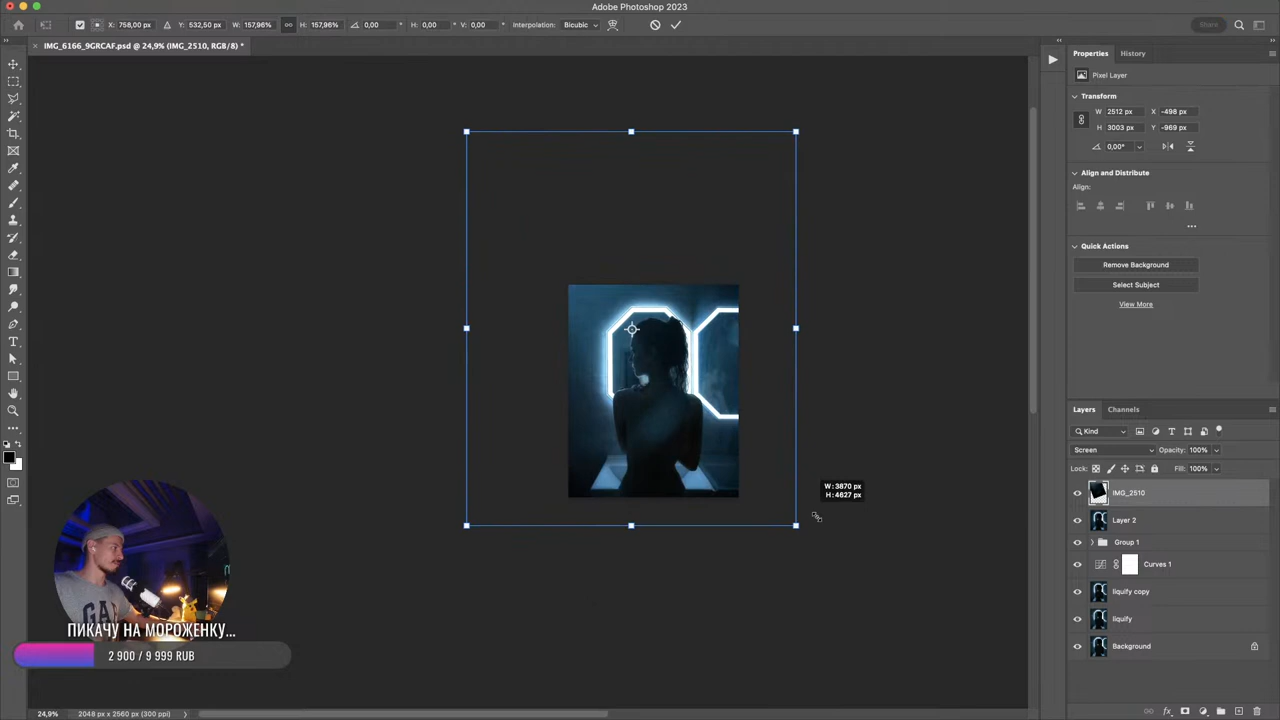 Adobe Photoshop 2023
X: 758,00 px Y: 532,50 px W: 157,96% H: 157,96% 0,00 ° H: 0,00 ° V: 0,00 ° Interpolation: Bicubic Share
IMG_6166_9GRCAF.psd @ 24,9% (IMG_2510, RGB/8) *
Properties History
Pixel Layer
Transform
W 2512 px X -498 px
H 3003 px Y -969 px
0,00°
Align and Distribute
Align:
Quick Actions
Remove Background
Select Subject
View More
W: 3870 px
H: 4627 px
Layers Channels
Kind
Screen Opacity: 100%
Lock: Fill: 100%
IMG_2510
Layer 2
Group 1
Curves 1
liquify copy
liquify
Background
GA
ПИКАЧУ НА МОРОЖЕНКУ...
2 900 / 9 999 RUB
24,9% 2048 px x 2560 px (300 ppi)